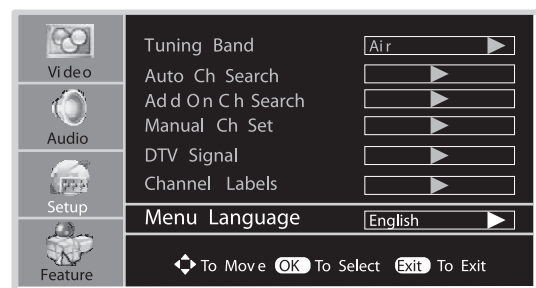 Video
Audio
Setup
Feature
Tuning Band Air
Auto Ch Search
Add On Ch Search
Manual Ch Set
DTV Signal
Channel Labels
Menu Language English
To Move OK To Select Exit To Exit